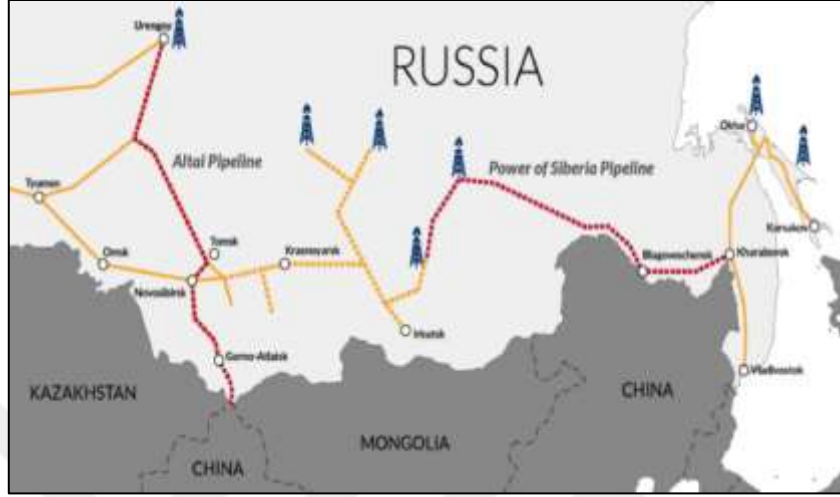 Urengoy
RUSSIA
Altai Pipeline
Power of Siberia Pipeline
Okha
Tyumen
Omsk
Tomsk
Krasnoyarsk
Novosibirsk
Blagoveschensk
Khabarovsk
Irkutsk
Gorno-Altaisk
Vladivostok
KAZAKHSTAN
CHINA
MONGOLIA
CHINA